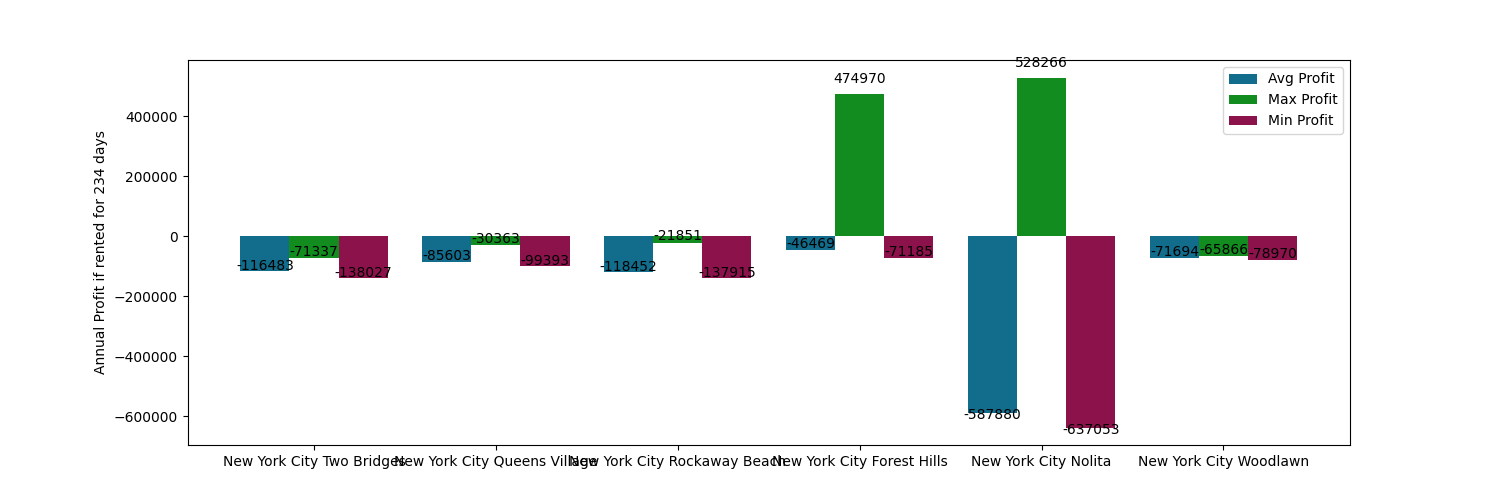 528266
474970
Avg Profit
Max Profit
Min Profit
Annual Profit if rented for 234 days
400000
200000
0
−200000
−400000
−600000
-116483
-71337
-138027
-85603
-30363
-99393
-118452
-21851
-137915
-46469
-71185
-587880
-637053
-71694
-65866
-78970
New York City Two Bridges
New York City Queens Village
New York City Rockaway Beach
New York City Forest Hills
New York City Nolita
New York City Woodlawn